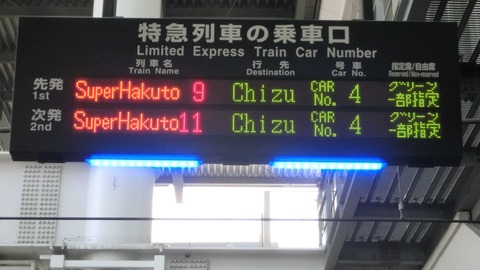 特急列車の乗車口
Limited Express Train Car Number
列車名 行先 号車 指定席/自由席
Train Name Destination Car No. Reserved/Non-reserved
先発 SuperHakuto 9 Chizu CAR No. 4 グリーン 一部指定
1st
次発 SuperHakuto11 Chizu CAR No. 4 グリーン 一部指定
2nd